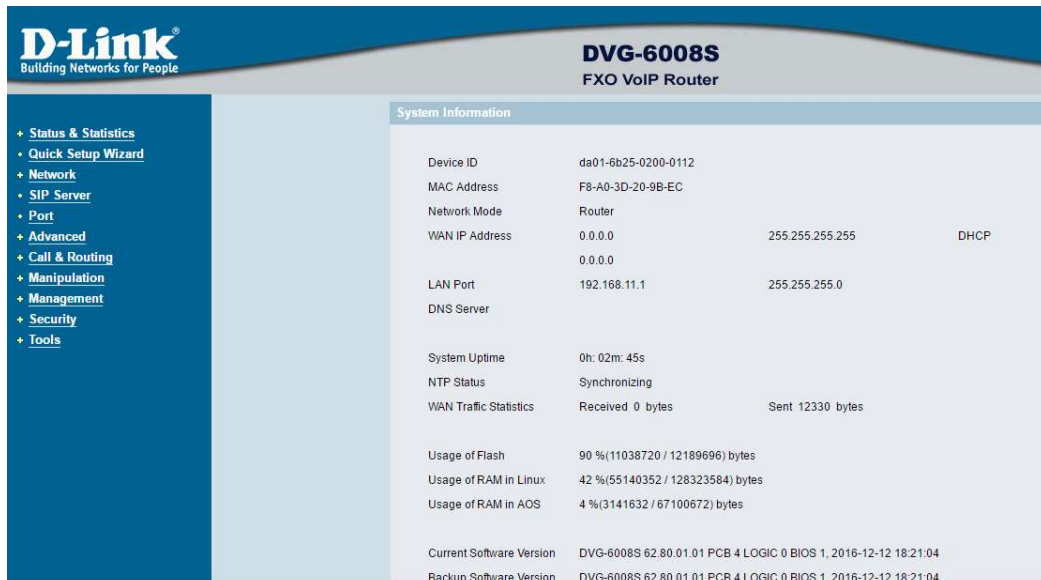 D-Link®
Building Networks for People
DVG-6008S
FXO VoIP Router
Status & Statistics
Quick Setup Wizard
Network
SIP Server
Port
Advanced
Call & Routing
Manipulation
Management
Security
Tools
System Information
Device ID da01-6b25-0200-0112
MAC Address F8-A0-3D-20-9B-EC
Network Mode Router
WAN IP Address 0.0.0.0 255.255.255.255 DHCP
0.0.0.0
LAN Port 192.168.11.1 255.255.255.0
DNS Server
System Uptime 0h: 02m: 45s
NTP Status Synchronizing
WAN Traffic Statistics Received 0 bytes Sent 12330 bytes
Usage of Flash 90 %(11038720 / 12189696) bytes
Usage of RAM in Linux 42 %(55140352 / 128323584) bytes
Usage of RAM in AOS 4 %(3141632 / 67100672) bytes
Current Software Version DVG-6008S 62.80.01.01 PCB 4 LOGIC 0 BIOS 1, 2016-12-12 18:21:04
Backup Software Version DVG-6008S 62.80.01.01 PCB 4 LOGIC 0 BIOS 1, 2016-12-12 18:21:04